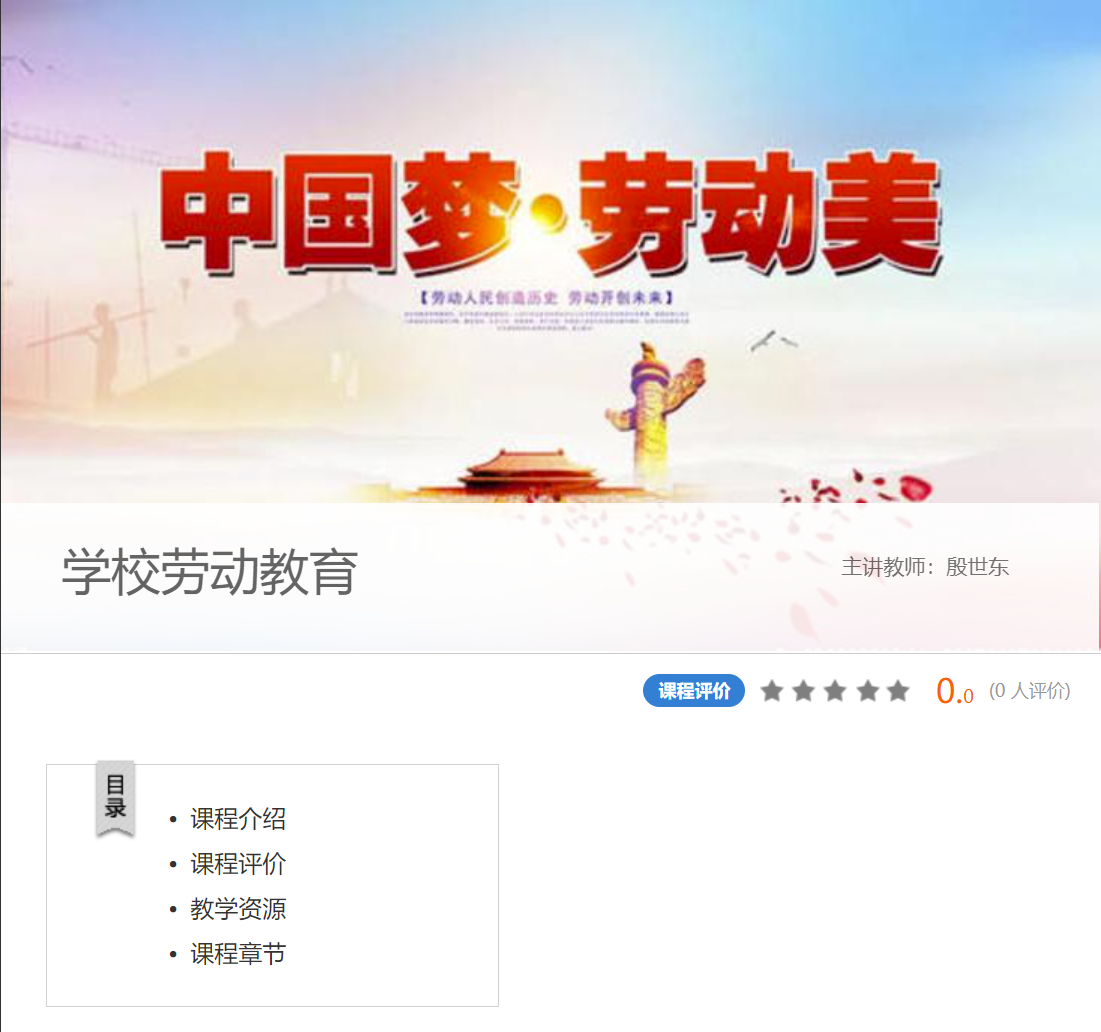 中国梦·劳动美
【劳动人民创造历史 劳动开创未来】
学校劳动教育
主讲教师：殷世东
课程评价
0.0
(0 人评价)
目录
• 课程介绍
• 课程评价
• 教学资源
• 课程章节